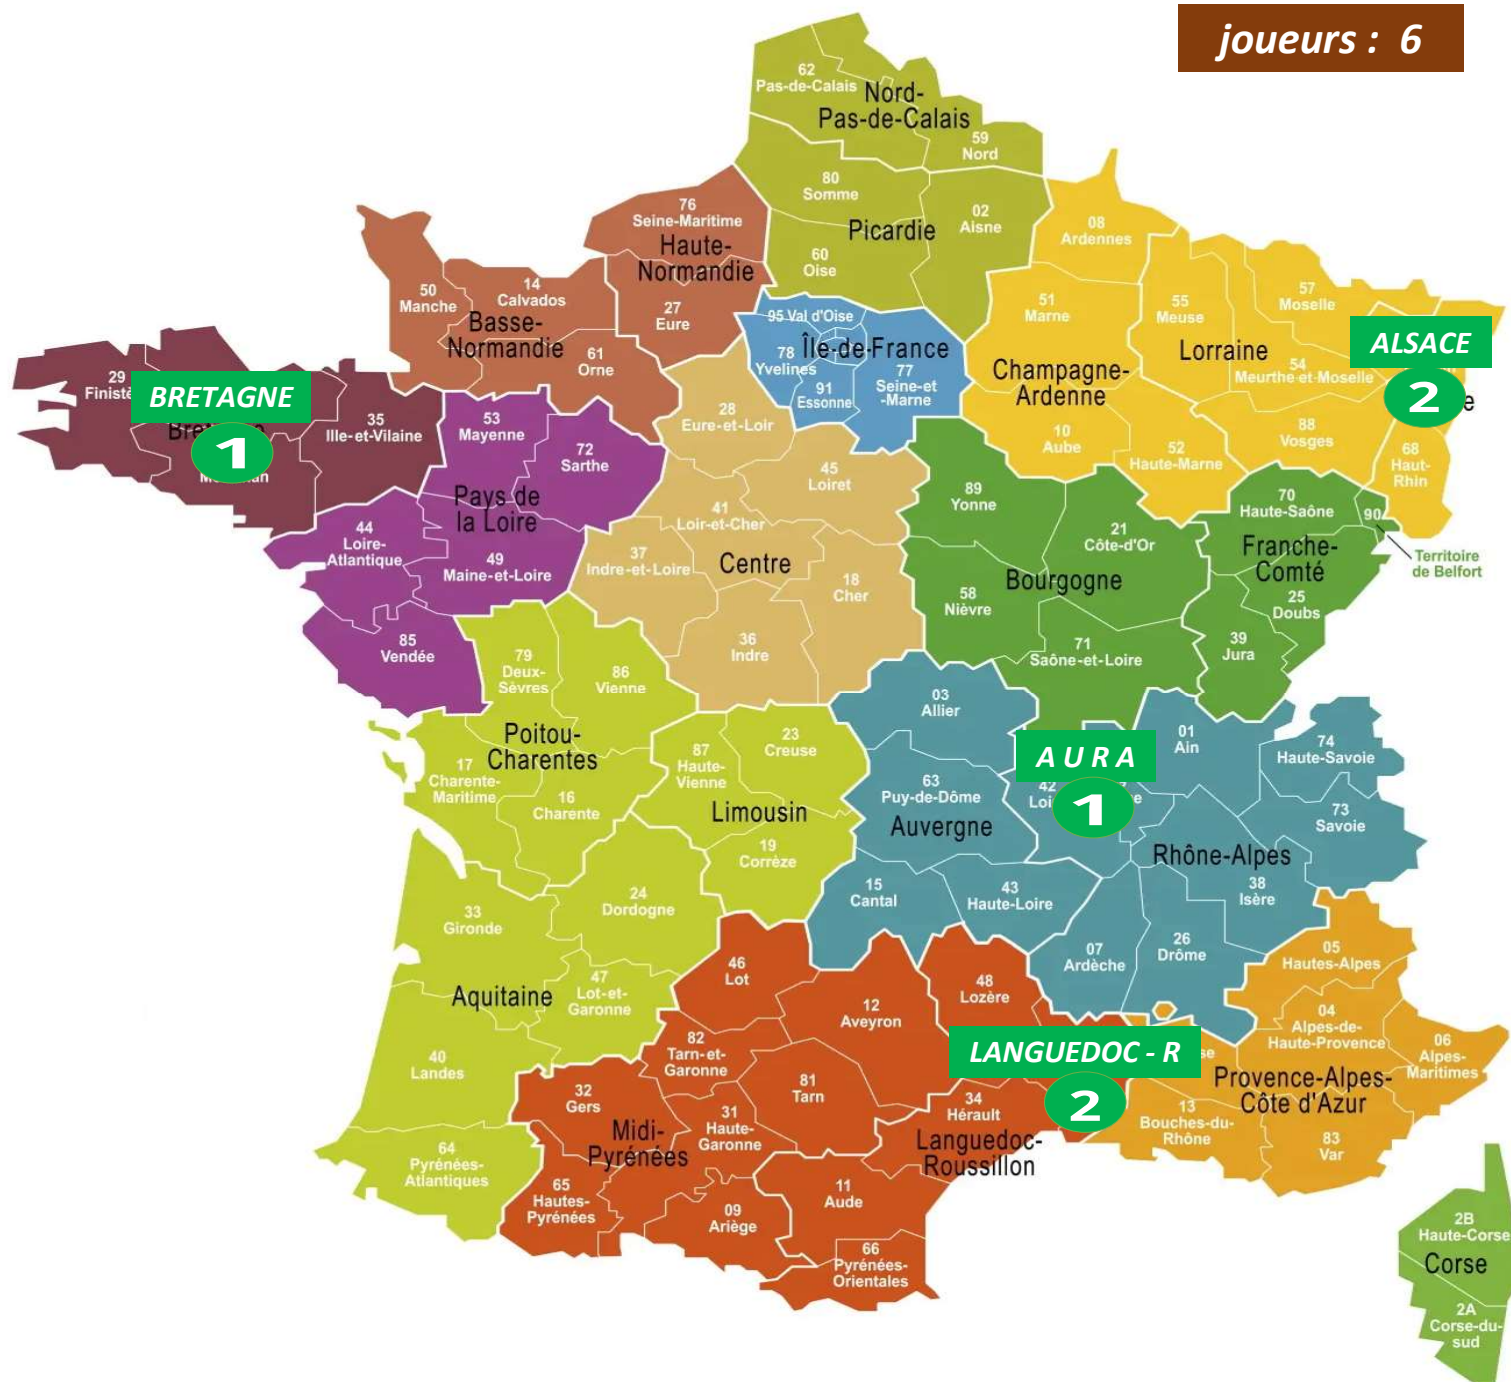 joueurs : 6
62
Pas-de-Calais
Nord-
Pas-de-Calais
59
Nord
80
Somme
02
Aisne
Picardie
60
Oise
76
Seine-Maritime
Haute-
Normandie
27
Eure
08
Ardennes
50
Manche
14
Calvados
Basse-
Normandie
61
Orne
95 Val d'Oise
78
Yvelines
Île-de-France
91
Essonne
77
Seine-et
-Marne
51
Marne
Champagne-
Ardenne
10
Aube
52
Haute-Marne
55
Meuse
57
Moselle
Lorraine
54
Meurthe-et-Moselle
88
Vosges
ALSACE
2
e
68
Haut-
Rhin
29
BRETAGNE
1
35
Ille-et-Vilaine
53
Mayenne
72
Sarthe
Pays de
la Loire
44
Loire-
Atlantique
49
Maine-et-Loire
85
Vendée
28
Eure-et-Loir
45
Loiret
41
Loir-et-Cher
37
Indre-et-Loire
Centre
18
Cher
36
Indre
89
Yonne
21
Côte-d'Or
Bourgogne
58
Nièvre
71
Saône-et-Loire
70
Haute-Saône
90
Territoire
de Belfort
Franche-
Comté
25
Doubs
39
Jura
79
Deux-
Sèvres
86
Vienne
Poitou-
Charentes
17
Charente-
Maritime
16
Charente
87
Haute-
Vienne
23
Creuse
Limousin
19
Corrèze
03
Allier
63
Puy-de-Dôme
Auvergne
15
Cantal
43
Haute-Loire
A U R A
42
1
01
Ain
74
Haute-Savoie
73
Savoie
Rhône-Alpes
38
Isère
07
Ardèche
26
Drôme
33
Gironde
24
Dordogne
Aquitaine
47
Lot-et-
Garonne
40
Landes
64
Pyrénées-
Atlantiques
46
Lot
12
Aveyron
82
Tarn-et-
Garonne
81
Tarn
32
Gers
31
Haute-
Garonne
Midi-
Pyrénées
65
Hautes-
Pyrénées
09
Ariège
48
Lozère
LANGUEDOC - R
2
34
Hérault
Languedoc-
Roussillon
11
Aude
66
Pyrénées-
Orientales
05
Hautes-Alpes
04
Alpes-de-
Haute-Provence
06
Alpes-
Maritimes
Provence-Alpes-
Côte d'Azur
13
Bouches-du-
Rhône
83
Var
2B
Haute-Corse
Corse
2A
Corse-du-
sud